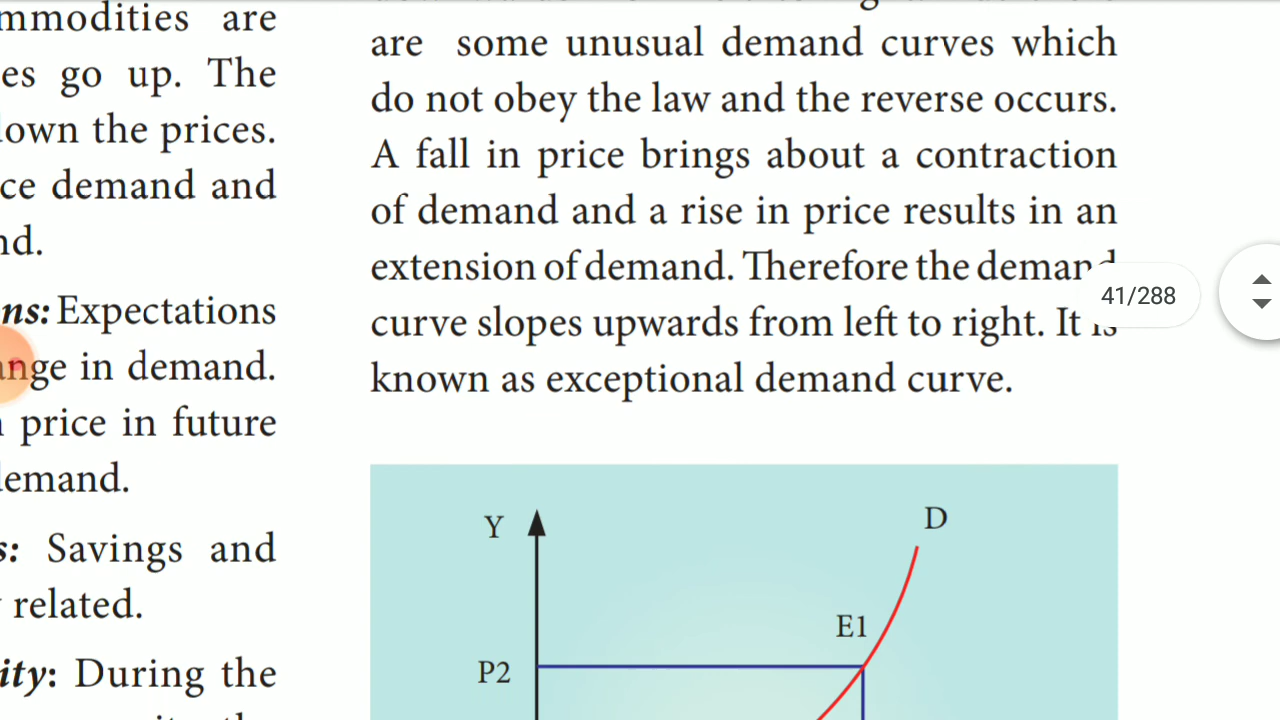 mmodities are
es go up. The
own the prices.
ce demand and
nd.
ns: Expectations
ange in demand.
price in future
demand.
s: Savings and
related.
ity: During the
are some unusual demand curves which
do not obey the law and the reverse occurs.
A fall in price brings about a contraction
of demand and a rise in price results in an
extension of demand. Therefore the demand
curve slopes upwards from left to right. It is
known as exceptional demand curve.
41/288
Y
D
E1
P2